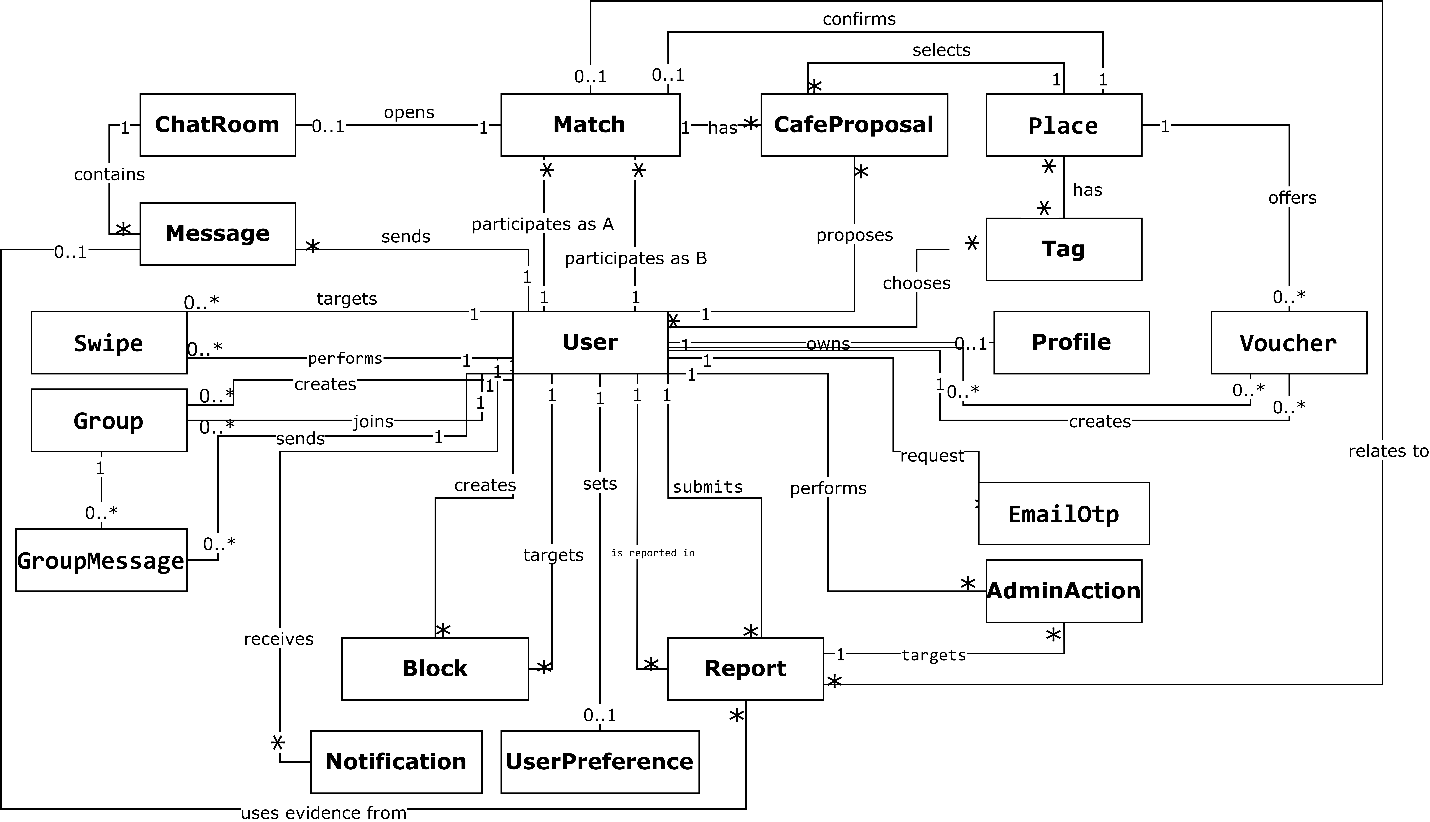 confirms
selects
0..1
0..1
*
1
1
ChatRoom
0..1
opens
1
Match
1
has
*
CafeProposal
Place
1
1
contains
*
*
*
*
has
*
offers
participates as A
*
Message
*
sends
participates as B
proposes
*
Tag
0..1
1
chooses
0..*
targets
1
1
1
1
*
0..*
Swipe
0..*
performs
1
User
1
owns
0..1
Profile
Voucher
1
1
creates
1
1
1
0..*
0..*
Group
0..*
joins
1
1
1
1
1
0..*
0..*
creates
sends
1
relates to
request
1
creates
sets
submits
performs
0..*
EmailOtp
GroupMessage
0..*
targets
is reported in
*
AdminAction
receives
*
*
*
1
targets
*
Block
*
*
Report
*
0..1
*
*
Notification
UserPreference
uses evidence from